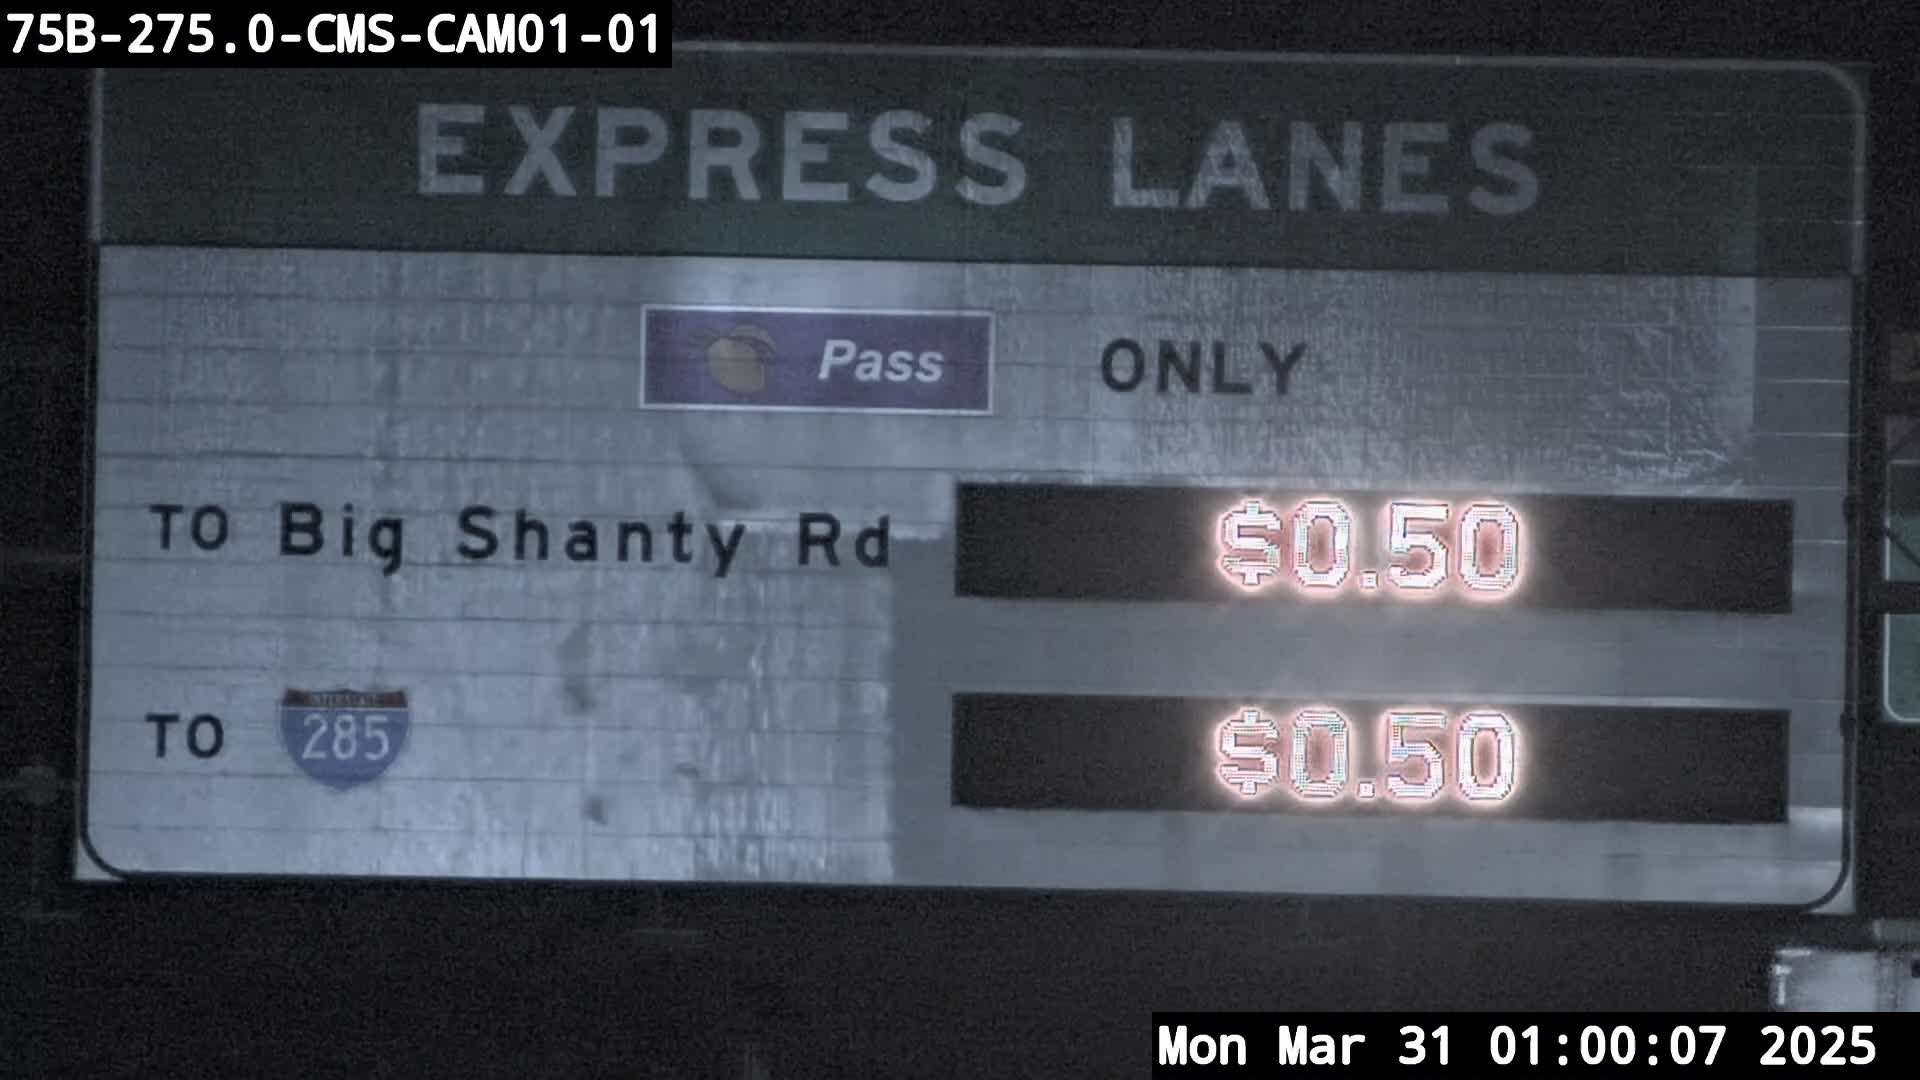 75B-275.0-CMS-CAM01-01
EXPRESS LANES
Pass ONLY
TO Big Shanty Rd $0.50
TO INTERSTATE 285 $0.50
Mon Mar 31 01:00:07 2025